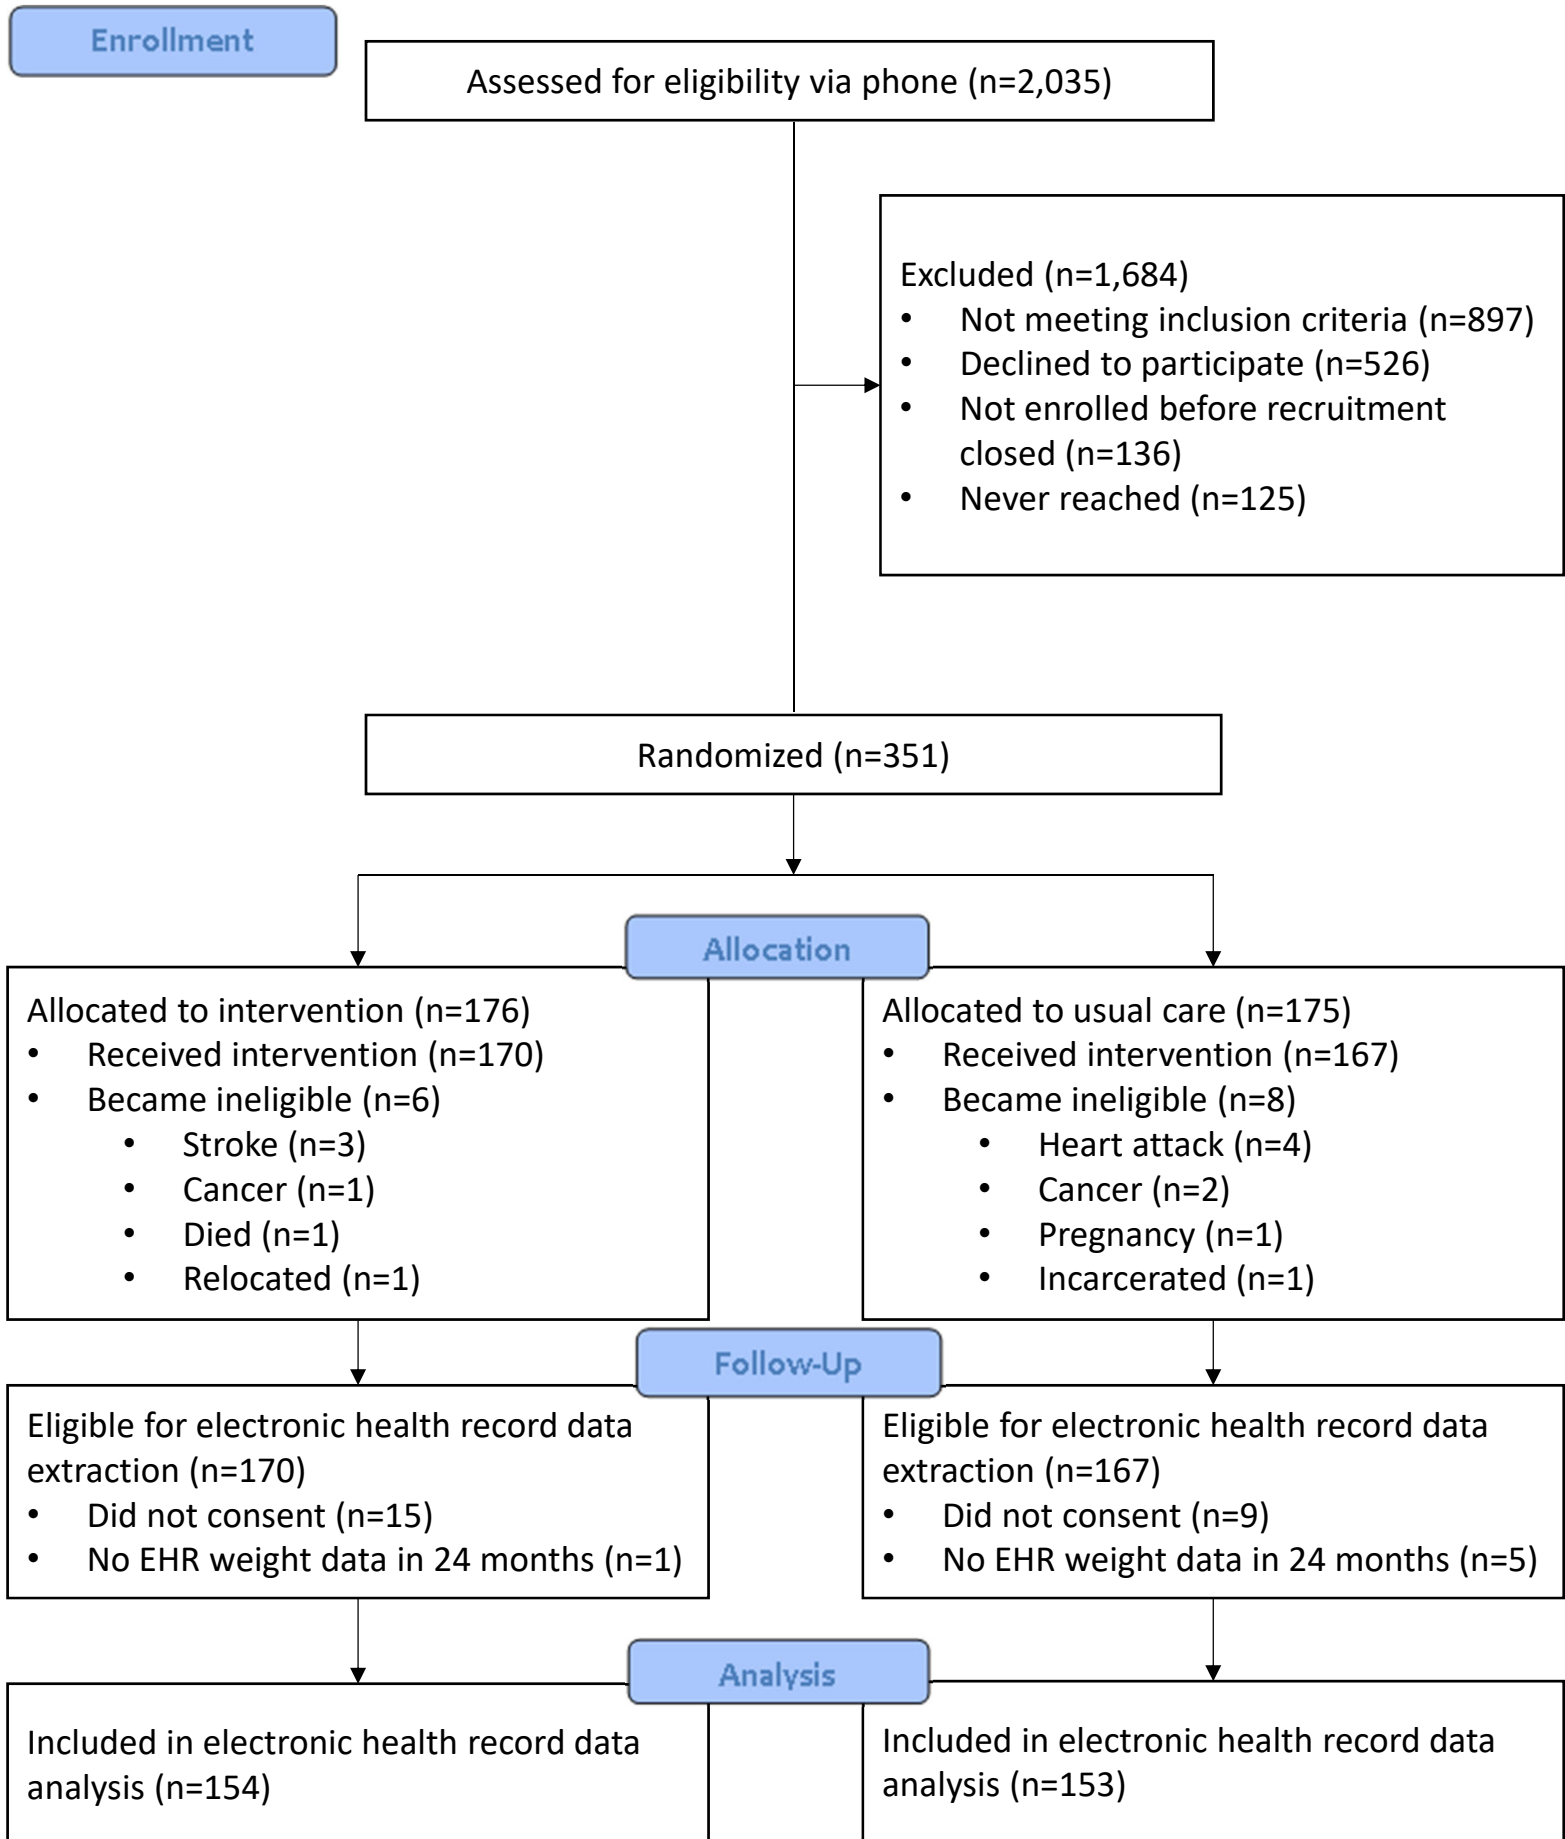 Enrollment
Assessed for eligibility via phone (n=2,035)
Excluded (n=1,684)
• Not meeting inclusion criteria (n=897)
• Declined to participate (n=526)
• Not enrolled before recruitment
closed (n=136)
• Never reached (n=125)
Randomized (n=351)
Allocation
Allocated to intervention (n=176)
• Received intervention (n=170)
• Became ineligible (n=6)
• Stroke (n=3)
• Cancer (n=1)
• Died (n=1)
• Relocated (n=1)
Allocated to usual care (n=175)
• Received intervention (n=167)
• Became ineligible (n=8)
• Heart attack (n=4)
• Cancer (n=2)
• Pregnancy (n=1)
• Incarcerated (n=1)
Follow-Up
Eligible for electronic health record data
extraction (n=170)
• Did not consent (n=15)
• No EHR weight data in 24 months (n=1)
Eligible for electronic health record data
extraction (n=167)
• Did not consent (n=9)
• No EHR weight data in 24 months (n=5)
Analysis
Included in electronic health record data
analysis (n=154)
Included in electronic health record data
analysis (n=153)